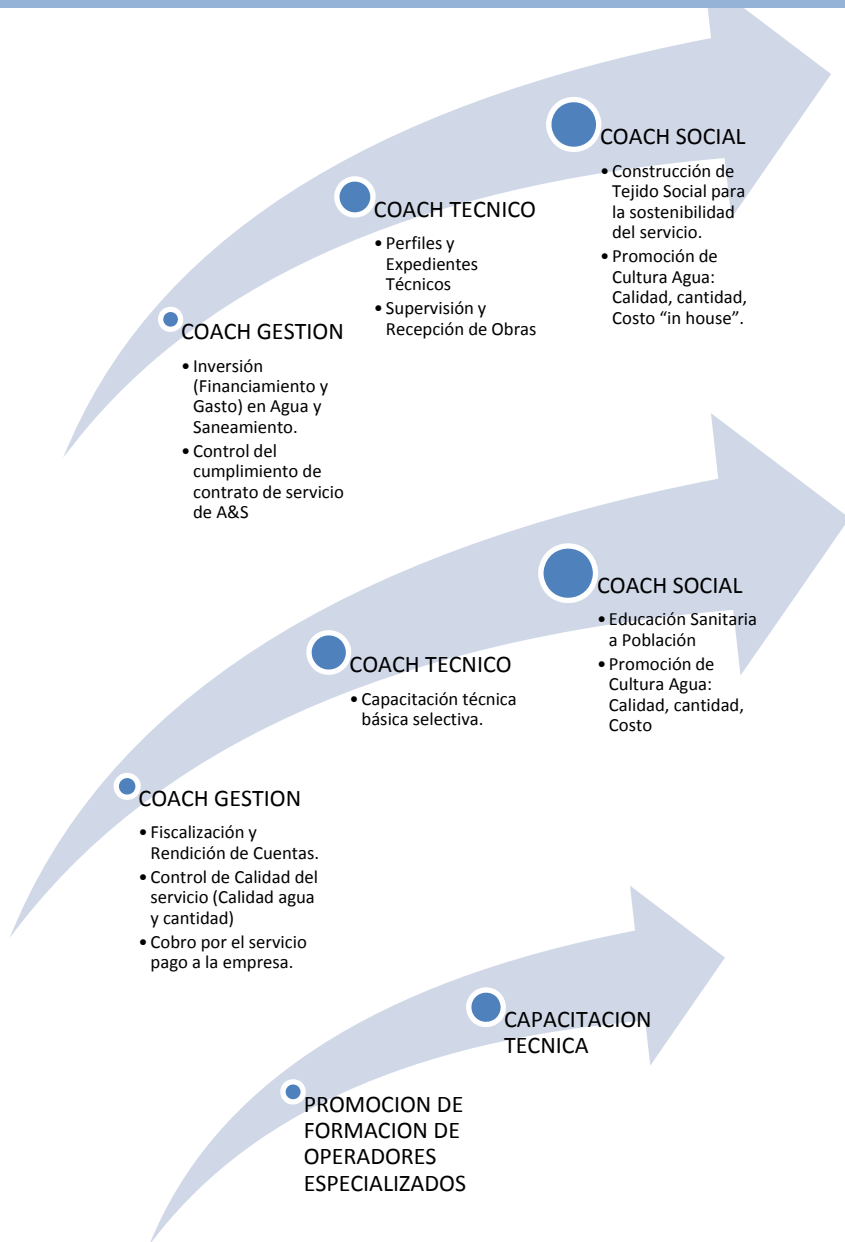 COACH SOCIAL
• Construcción de
Tejido Social para
la sostenibilidad
del servicio.
• Promoción de
Cultura Agua:
Calidad, cantidad,
Costo “in house”.
COACH TECNICO
• Perfiles y
Expedientes
Técnicos
• Supervisión y
Recepción de Obras
COACH GESTION
• Inversión
(Financiamiento y
Gasto) en Agua y
Saneamiento.
• Control del
cumplimiento de
contrato de servicio
de A&S
COACH SOCIAL
• Educación Sanitaria
a Población
• Promoción de
Cultura Agua:
Calidad, cantidad,
Costo
COACH TECNICO
• Capacitación técnica
básica selectiva.
COACH GESTION
• Fiscalización y
Rendición de Cuentas.
• Control de Calidad del
servicio (Calidad agua
y cantidad)
• Cobro por el servicio
pago a la empresa.
CAPACITACION
TECNICA
PROMOCION DE
FORMACION DE
OPERADORES
ESPECIALIZADOS